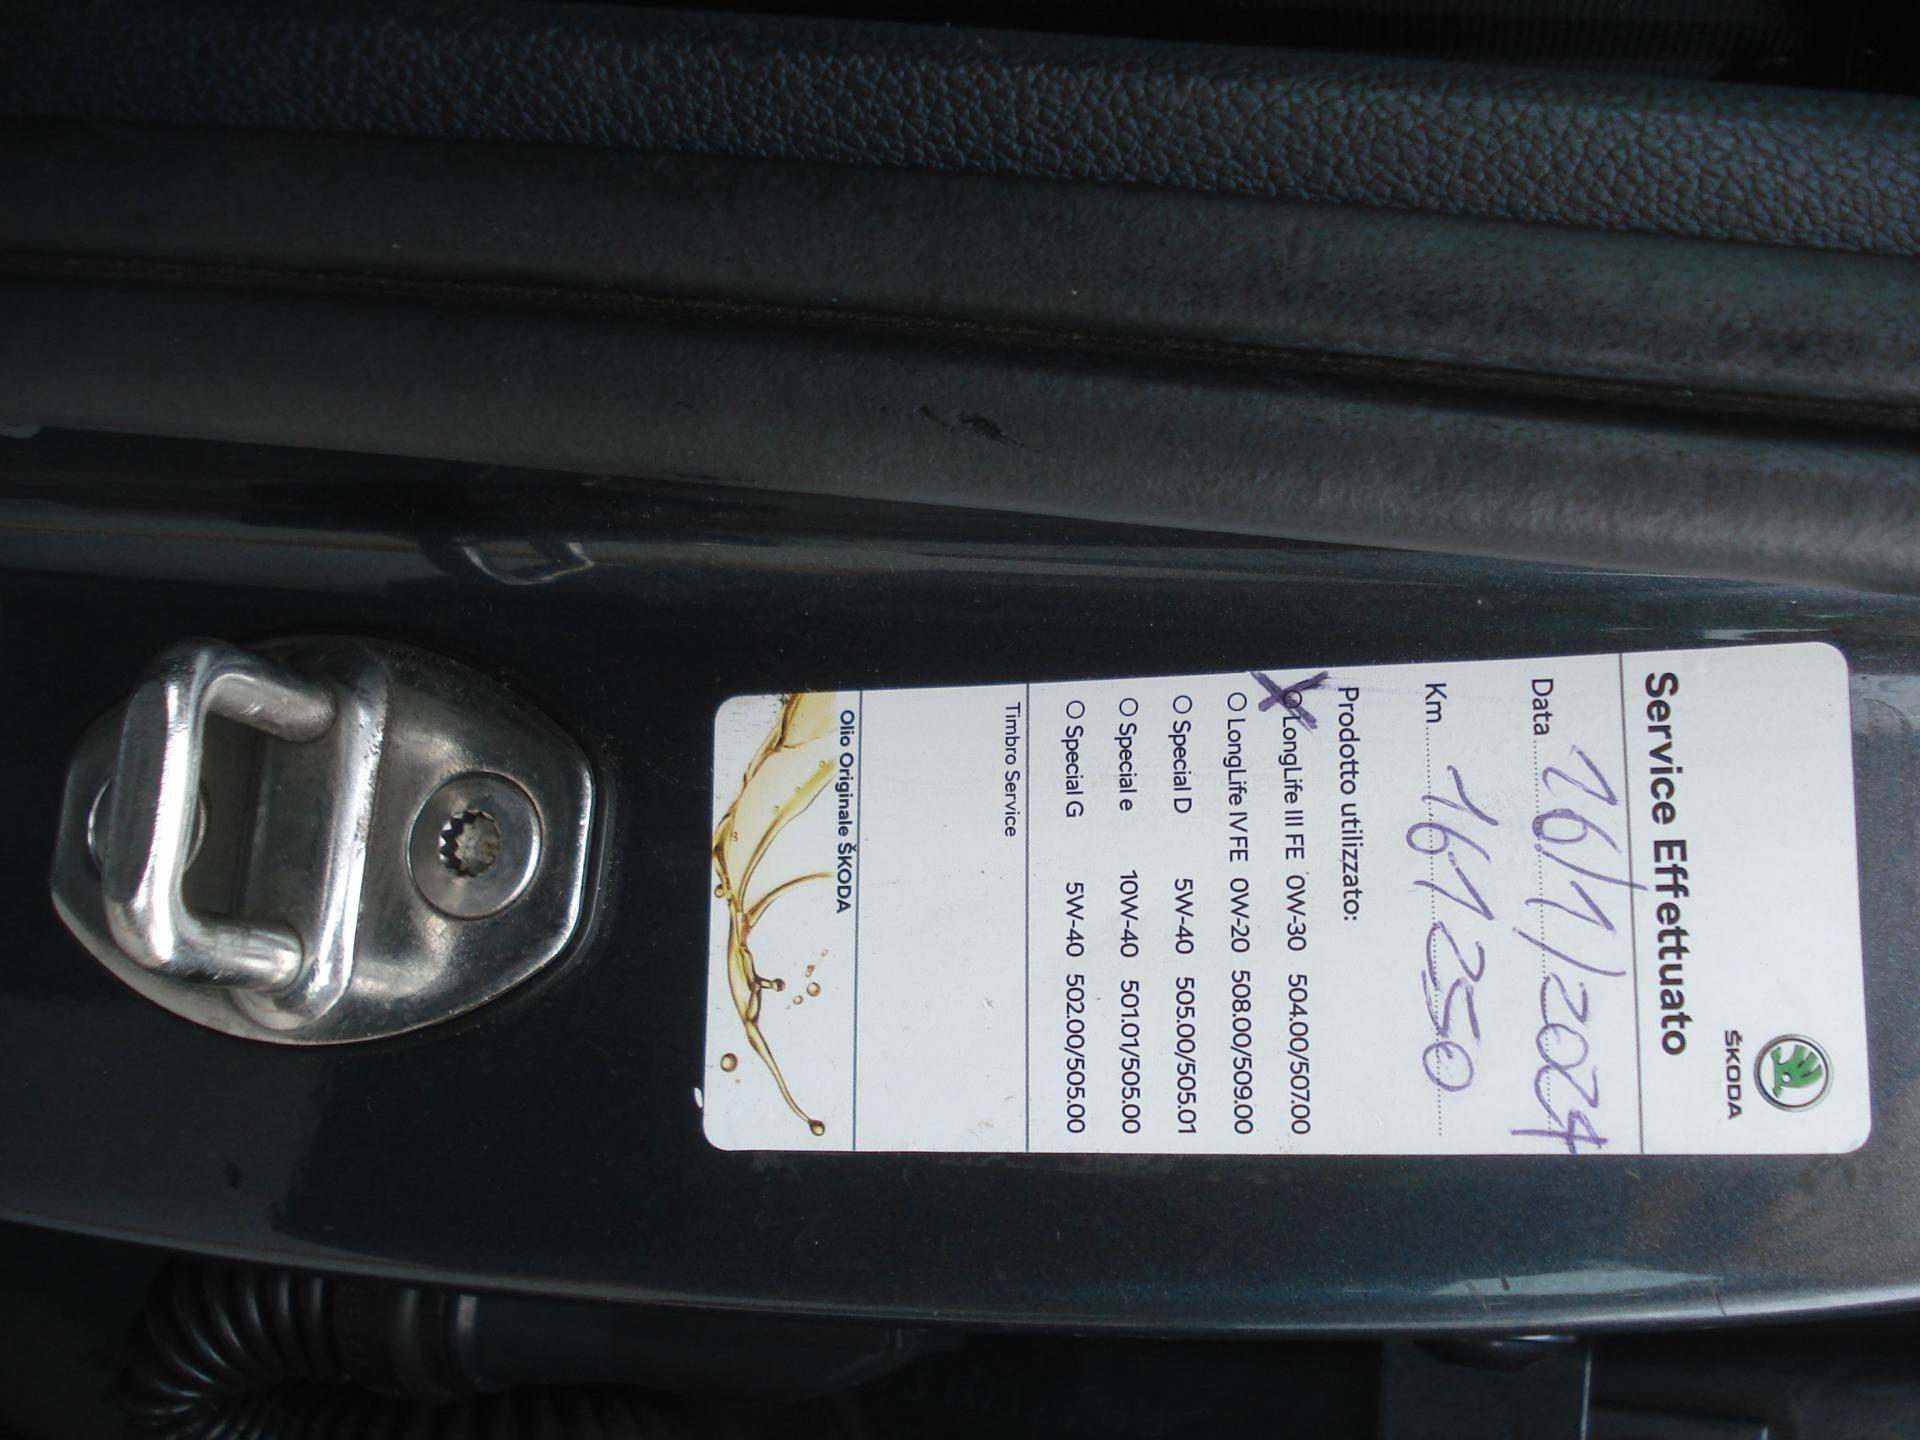 ŠKODA
Service Effettuato
Data 16/1/2024
Km 161250
Prodotto utilizzato:
LongLife III FE 0W-30 504.00/507.00
LongLife IV FE 0W-20 508.00/509.00
Special D 5W-40 505.00/505.01
Special e 10W-40 501.01/505.00
Special G 5W-40 502.00/505.00
Timbro Service
Olio Originale ŠKODA